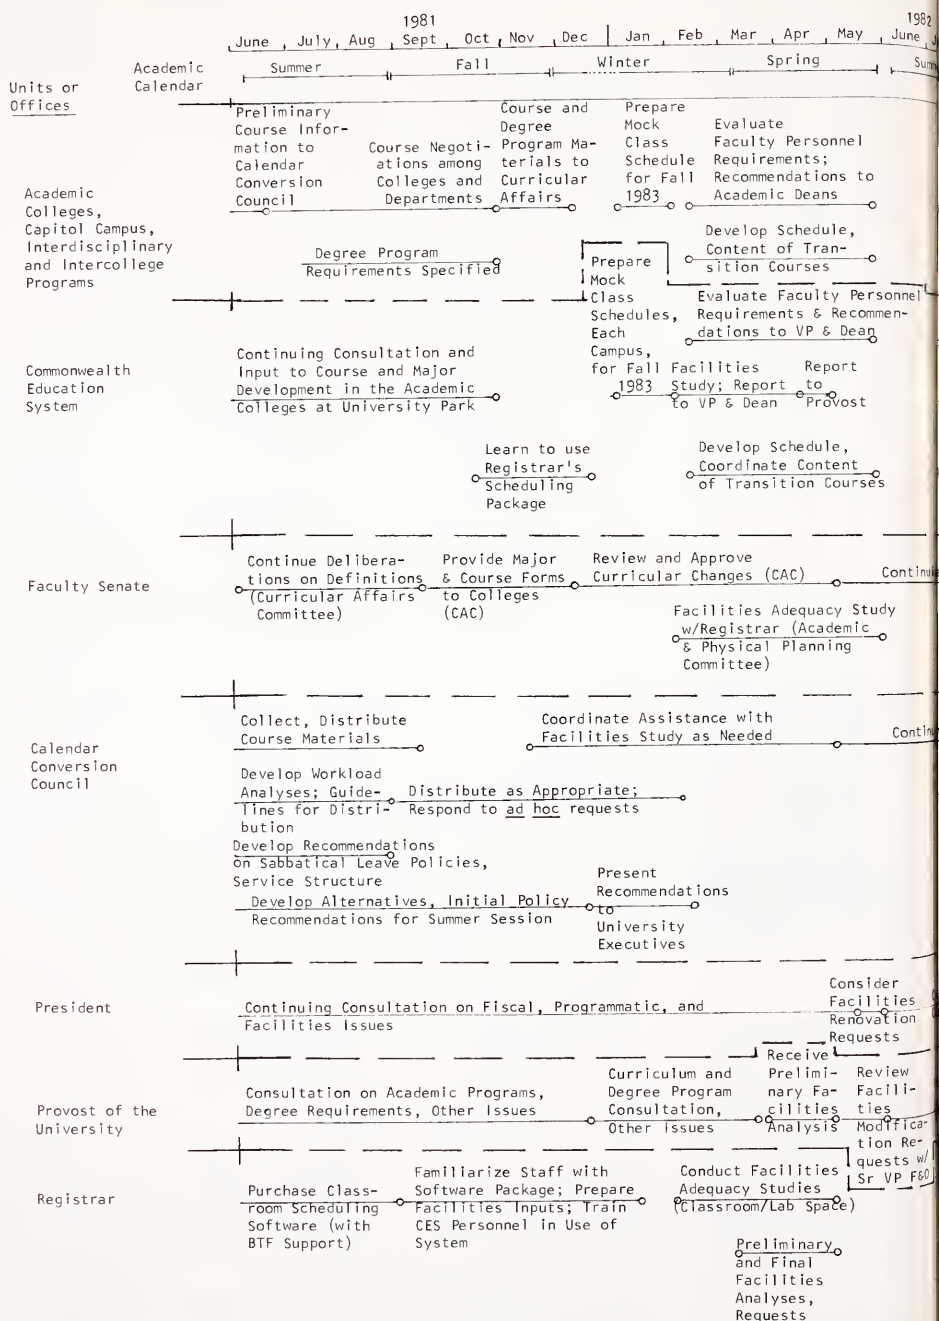 1981
1982
June July Aug Sept Oct Nov Dec Jan Feb Mar Apr May June
Units or
Offices
Academic
Calendar
Summer Fall Winter Spring
Academic
Colleges,
Capitol Campus,
Interdisciplinary
and Intercollege
Programs
Preliminary
Course Infor-
mation to
Calendar
Conversion
Council
Course Negoti-
ations among
Colleges and
Departments
Course and
Degree
Program Ma-
terials to
Curricular
Affairs
Prepare
Mock
Class
Schedule
for Fall
1983
Evaluate
Faculty Personnel
Requirements;
Recommendations to
Academic Deans
Degree Program
Requirements Specified
Develop Schedule,
Content of Tran-
sition Courses
Commonwealth
Education
System
Continuing Consultation and
Input to Course and Major
Development in the Academic
Colleges at University Park
Prepare
Mock
Class
Schedules,
Each
Campus,
for Fall
1983
Evaluate Faculty Personnel
Requirements & Recommen-
dations to VP & Dean
Facilities
Study; Report
to VP & Dean
Report
to
Provost
Learn to use
Registrar's
Scheduling
Package
Develop Schedule,
Coordinate Content
of Transition Courses
Faculty Senate
Continue Delibera-
tions on Definitions
(Curricular Affairs
Committee)
Provide Major
& Course Forms
to Colleges
(CAC)
Review and Approve
Curricular Changes (CAC)
Facilities Adequacy Study
w/Registrar (Academic
& Physical Planning
Committee)
Calendar
Conversion
Council
Collect, Distribute
Course Materials
Coordinate Assistance with
Facilities Study as Needed
Develop Workload
Analyses; Guide-
lines for Distri-
bution
Distribute as Appropriate;
Respond to ad hoc requests
Develop Recommendations
on Sabbatical Leave Policies,
Service Structure
Develop Alternatives, Initial Policy
Recommendations for Summer Session
Present
Recommendations
to
University
Executives
President
Continuing Consultation on Fiscal, Programmatic, and
Facilities Issues
Consider
Facilities
Renovation
Requests
Provost of the
University
Consultation on Academic Programs,
Degree Requirements, Other Issues
Curriculum and
Degree Program
Consultation,
Other Issues
Receive
Prelimi-
nary Fa-
cilities
Analysis
Review
Facili-
ties
Modifica-
tion Re-
quests w/
Sr VP F&O
Registrar
Purchase Class-
room Scheduling
Software (with
BTF Support)
Familiarize Staff with
Software Package; Prepare
Facilities Inputs; Train
CES Personnel in Use of
System
Conduct Facilities
Adequacy Studies
(Classroom/Lab Space)
Preliminary
and Final
Facilities
Analyses,
Requests